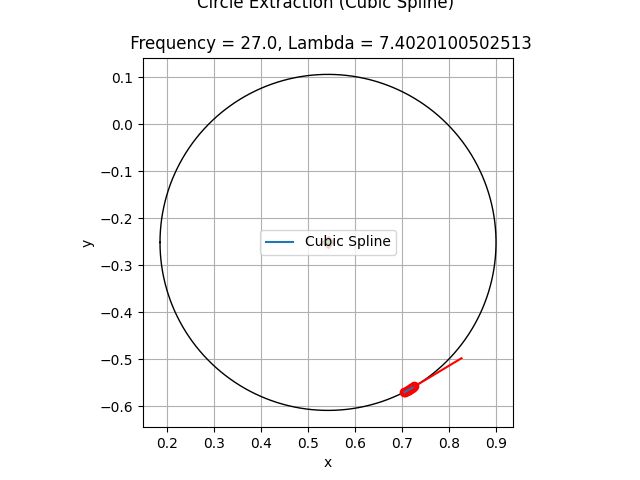 Circle Extraction (Cubic Spline)
Frequency = 27.0, Lambda = 7.4020100502513
0.1
0.0
−0.1
−0.2
−0.3
−0.4
−0.5
−0.6
y
Cubic Spline
0.2 0.3 0.4 0.5 0.6 0.7 0.8 0.9
x